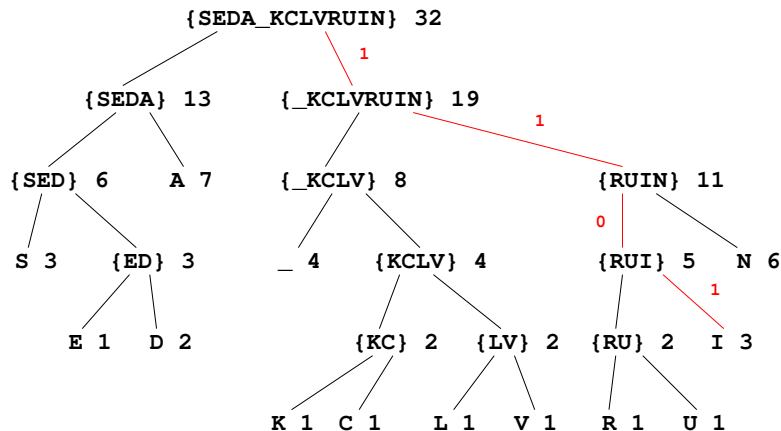 {SEDA_KCLVRUIN} 32
1
{SEDA} 13 {_KCLVRUIN} 19
1
{SED} 6 A 7 {_KCLV} 8 {RUIN} 11
0
S 3 {ED} 3 _ 4 {KCLV} 4 {RUI} 5 N 6
1
E 1 D 2 {KC} 2 {LV} 2 {RU} 2 I 3
K 1 C 1 L 1 V 1 R 1 U 1